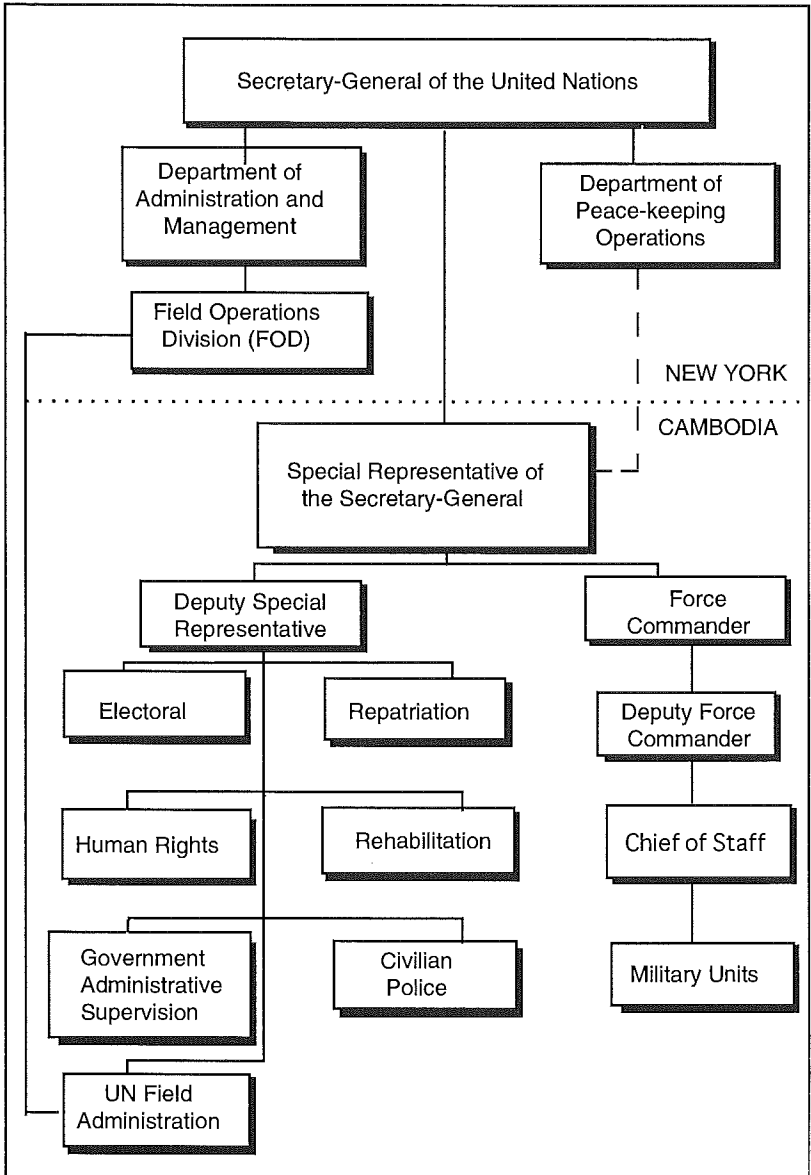 Secretary-General of the United Nations
Department of
Administration and
Management
Department of
Peace-keeping
Operations
Field Operations
Division (FOD)
NEW YORK
CAMBODIA
Special Representative of
the Secretary-General
Deputy Special
Representative
Force
Commander
Electoral
Repatriation
Deputy Force
Commander
Human Rights
Rehabilitation
Chief of Staff
Government
Administrative
Supervision
Civilian
Police
Military Units
UN Field
Administration